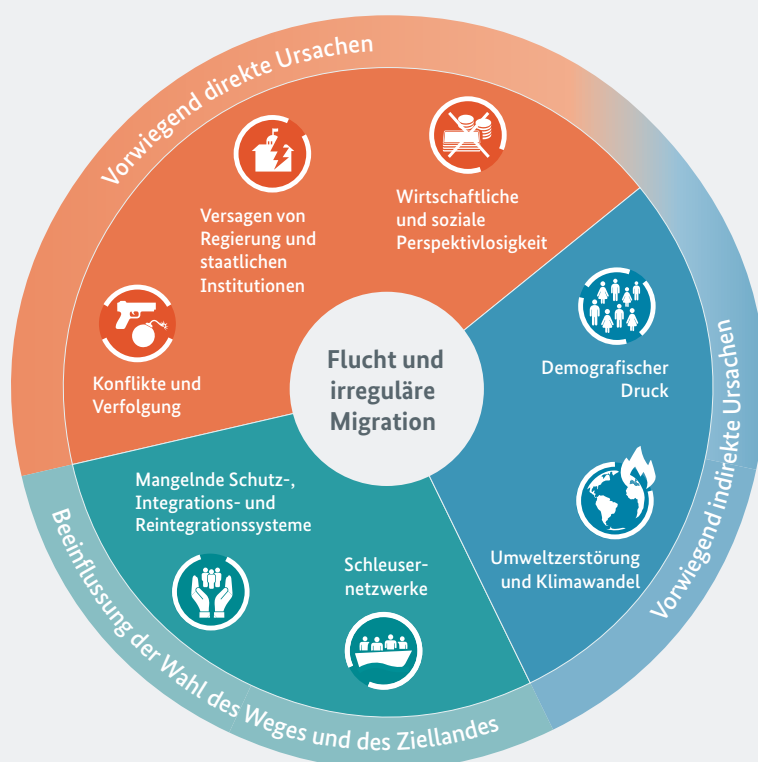 Vorwiegend direkte Ursachen
Wirtschaftliche
und soziale
Perspektivlosigkeit
Versagen von
Regierung und
staatlichen
Institutionen
Konflikte und
Verfolgung
Flucht und
irreguläre
Migration
Demografischer
Druck
Umweltzerstörung
und Klimawandel
Vorwiegend indirekte Ursachen
Mangelnde Schutz-,
Integrations- und
Reintegrationssysteme
Schleuser-
netzwerke
Beeinflussung der Wahl des Weges und des Ziellandes